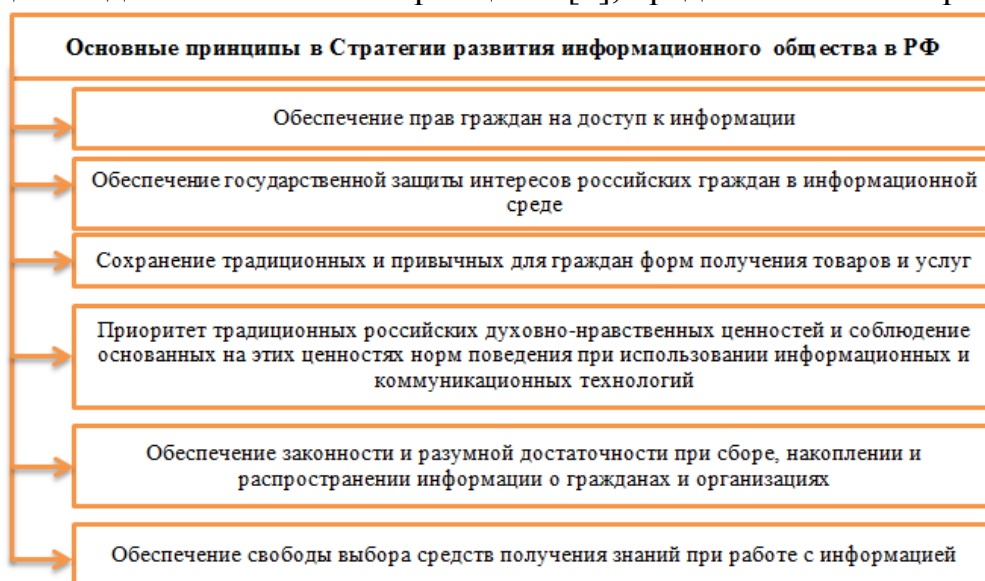 Основные принципы в Стратегии развития информационного общества в РФ
Обеспечение прав граждан на доступ к информации
Обеспечение государственной защиты интересов российских граждан в информационной
среде
Сохранение традиционных и привычных для граждан форм получения товаров и услуг
Приоритет традиционных российских духовно-нравственных ценностей и соблюдение
основанных на этих ценностях норм поведения при использовании информационных и
коммуникационных технологий
Обеспечение законности и разумной достаточности при сборе, накоплении и
распространении информации о гражданах и организациях
Обеспечение свободы выбора средств получения знаний при работе с информацией